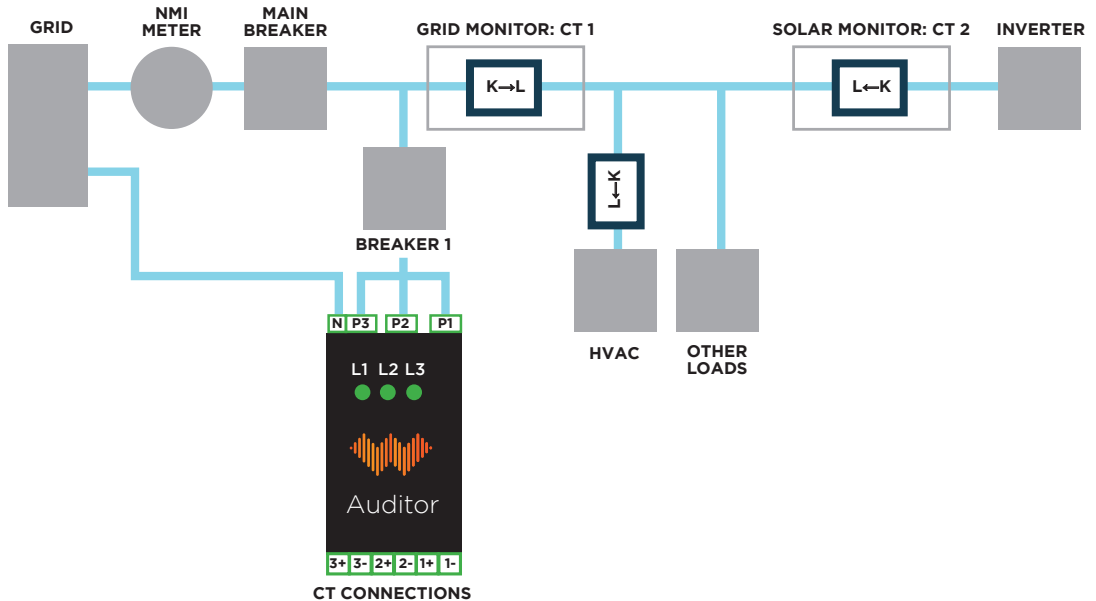 GRID
NMI
METER
MAIN
BREAKER
GRID MONITOR: CT 1
SOLAR MONITOR: CT 2
INVERTER
K→L
L←K
L←K
BREAKER 1
HVAC
OTHER
LOADS
N P3 P2 P1
L1 L2 L3
Auditor
3+ 3- 2+ 2- 1+ 1-
CT CONNECTIONS